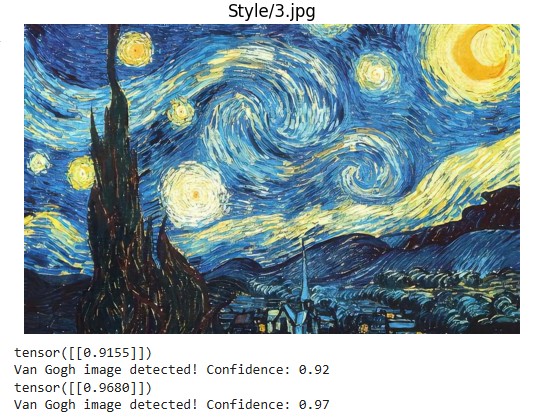 Style/3.jpg
tensor([[0.9155]])
Van Gogh image detected! Confidence: 0.92
tensor([[0.9680]])
Van Gogh image detected! Confidence: 0.97